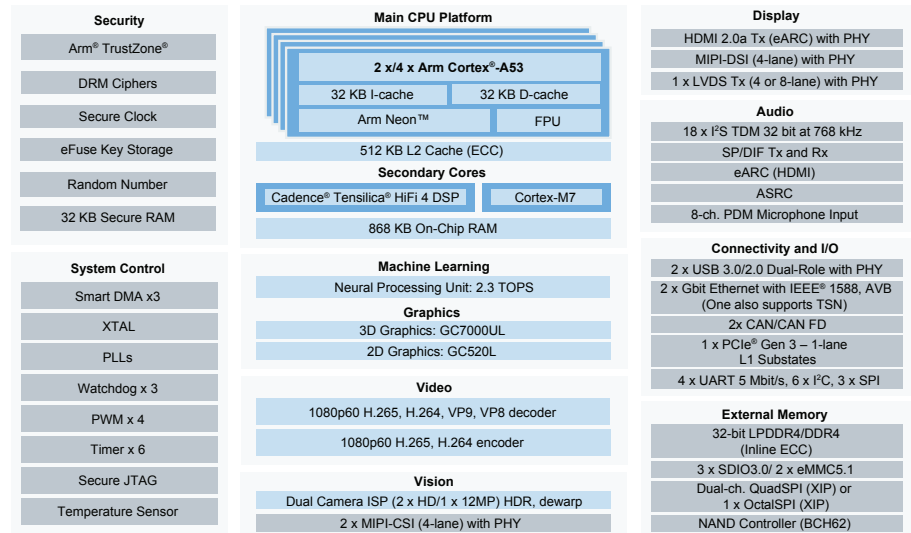 Security
Arm® TrustZone®
DRM Ciphers
Secure Clock
eFuse Key Storage
Random Number
32 KB Secure RAM
System Control
Smart DMA x3
XTAL
PLLs
Watchdog x 3
PWM x 4
Timer x 6
Secure JTAG
Temperature Sensor
Main CPU Platform
2 x/4 x Arm Cortex®-A53
32 KB I-cache
32 KB D-cache
Arm Neon™
FPU
512 KB L2 Cache (ECC)
Secondary Cores
Cadence® Tensilica® HiFi 4 DSP
Cortex-M7
868 KB On-Chip RAM
Machine Learning
Neural Processing Unit: 2.3 TOPS
Graphics
3D Graphics: GC7000UL
2D Graphics: GC520L
Video
1080p60 H.265, H.264, VP9, VP8 decoder
1080p60 H.265, H.264 encoder
Vision
Dual Camera ISP (2 x HD/1 x 12MP) HDR, dewarp
2 x MIPI-CSI (4-lane) with PHY
Display
HDMI 2.0a Tx (eARC) with PHY
MIPI-DSI (4-lane) with PHY
1 x LVDS Tx (4 or 8-lane) with PHY
Audio
18 x I²S TDM 32 bit at 768 kHz
SP/DIF Tx and Rx
eARC (HDMI)
ASRC
8-ch. PDM Microphone Input
Connectivity and I/O
2 x USB 3.0/2.0 Dual-Role with PHY
2 x Gbit Ethernet with IEEE® 1588, AVB
(One also supports TSN)
2x CAN/CAN FD
1 x PCIe® Gen 3 – 1-lane
L1 Substates
4 x UART 5 Mbit/s, 6 x I²C, 3 x SPI
External Memory
32-bit LPDDR4/DDR4
(Inline ECC)
3 x SDIO3.0/ 2 x eMMC5.1
Dual-ch. QuadSPI (XIP) or
1 x OctalSPI (XIP)
NAND Controller (BCH62)